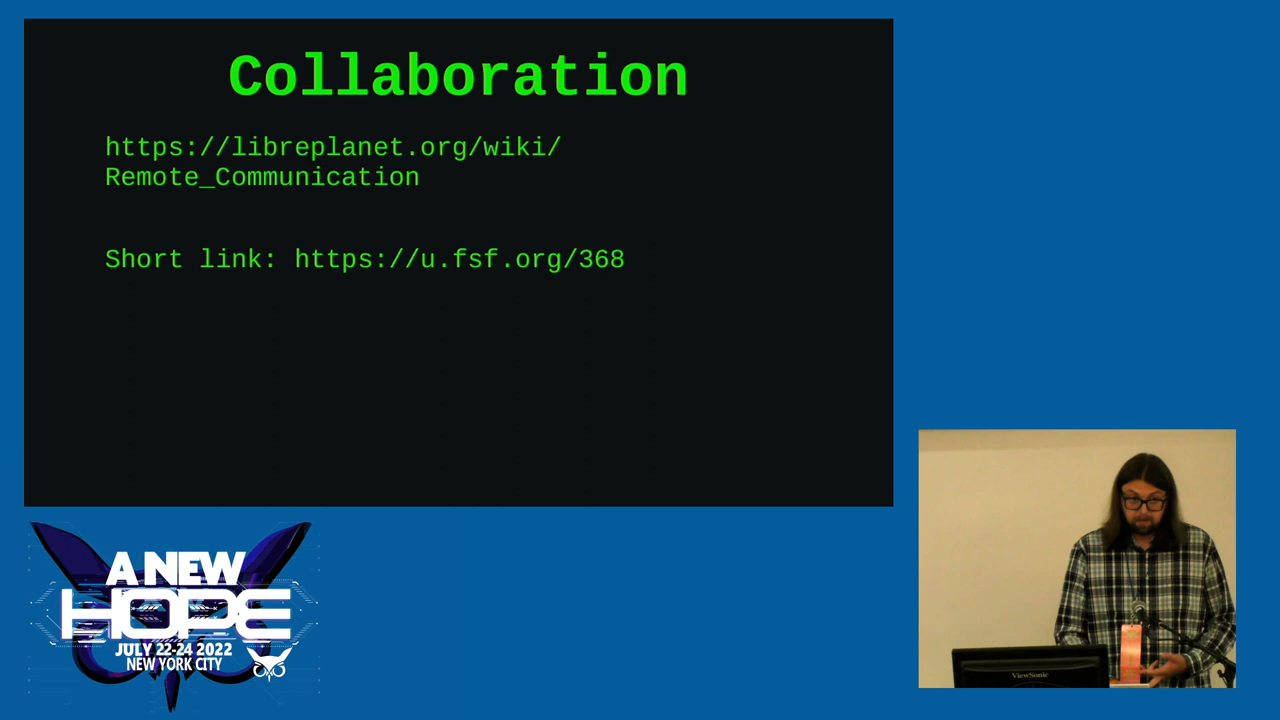 Collaboration
https://libreplanet.org/wiki/
Remote_Communication
Short link: https://u.fsf.org/368
A NEW
HOPE
JULY 22-24 2022
NEW YORK CITY
ViewSonic